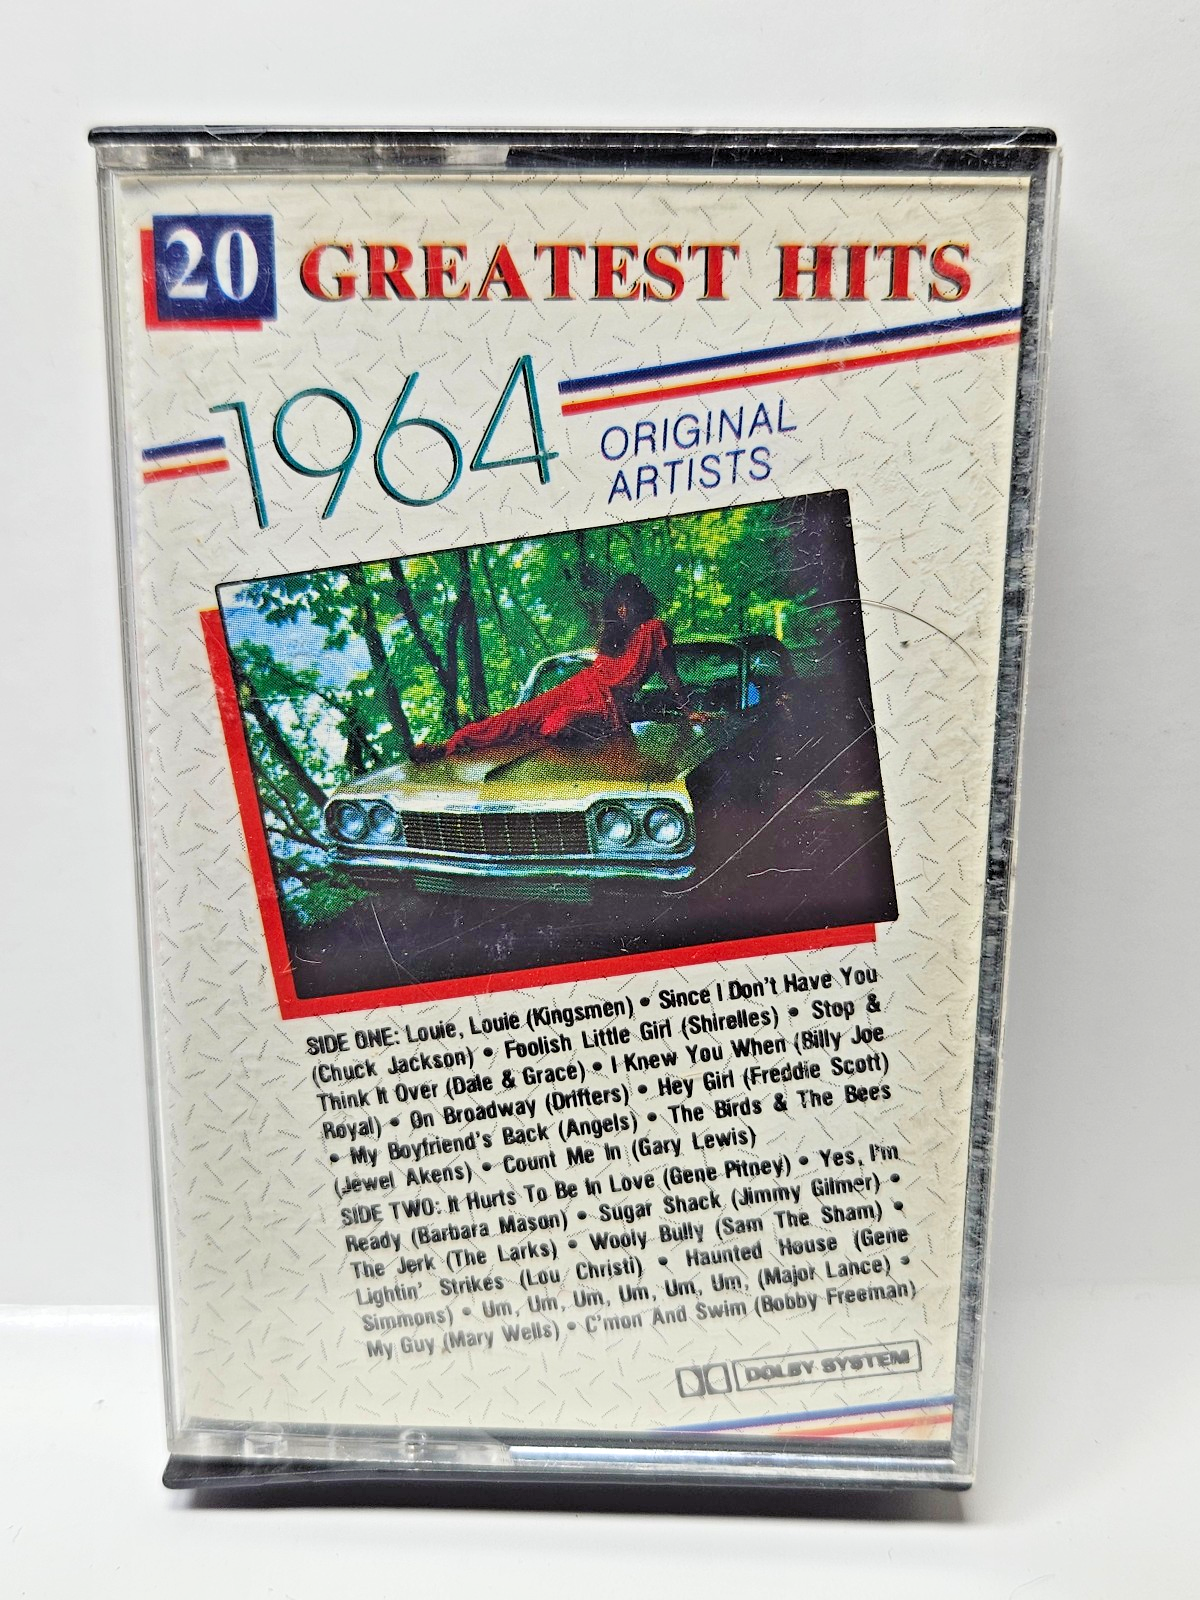 20 GREATEST HITS
1964
ORIGINAL
ARTISTS
SIDE ONE: Louie, Louie (Kingsmen) • Since I Don't Have You
(Chuck Jackson) • Foolish Little Girl (Shirelles) • Stop &
Think It Over (Dale & Grace) • I Knew You When (Billy Joe
Royal) • On Broadway (Drifters) • Hey Girl (Freddie Scott)
• My Boyfriend's Back (Angels) • The Birds & The Bees
(Jewel Akens) • Count Me In (Gary Lewis)
SIDE TWO: It Hurts To Be In Love (Gene Pitney) • Yes, I'm
Ready (Barbara Mason) • Sugar Shack (Jimmy Gilmer) •
The Jerk (The Larks) • Wooly Bully (Sam The Sham) •
Lightin' Strikes (Lou Christi) • Haunted House (Gene
Simmons) • Um, Um, Um, Um, Um, Um, (Major Lance) •
My Guy (Mary Wells) • C'mon And Swim (Bobby Freeman)
DOLBY SYSTEM